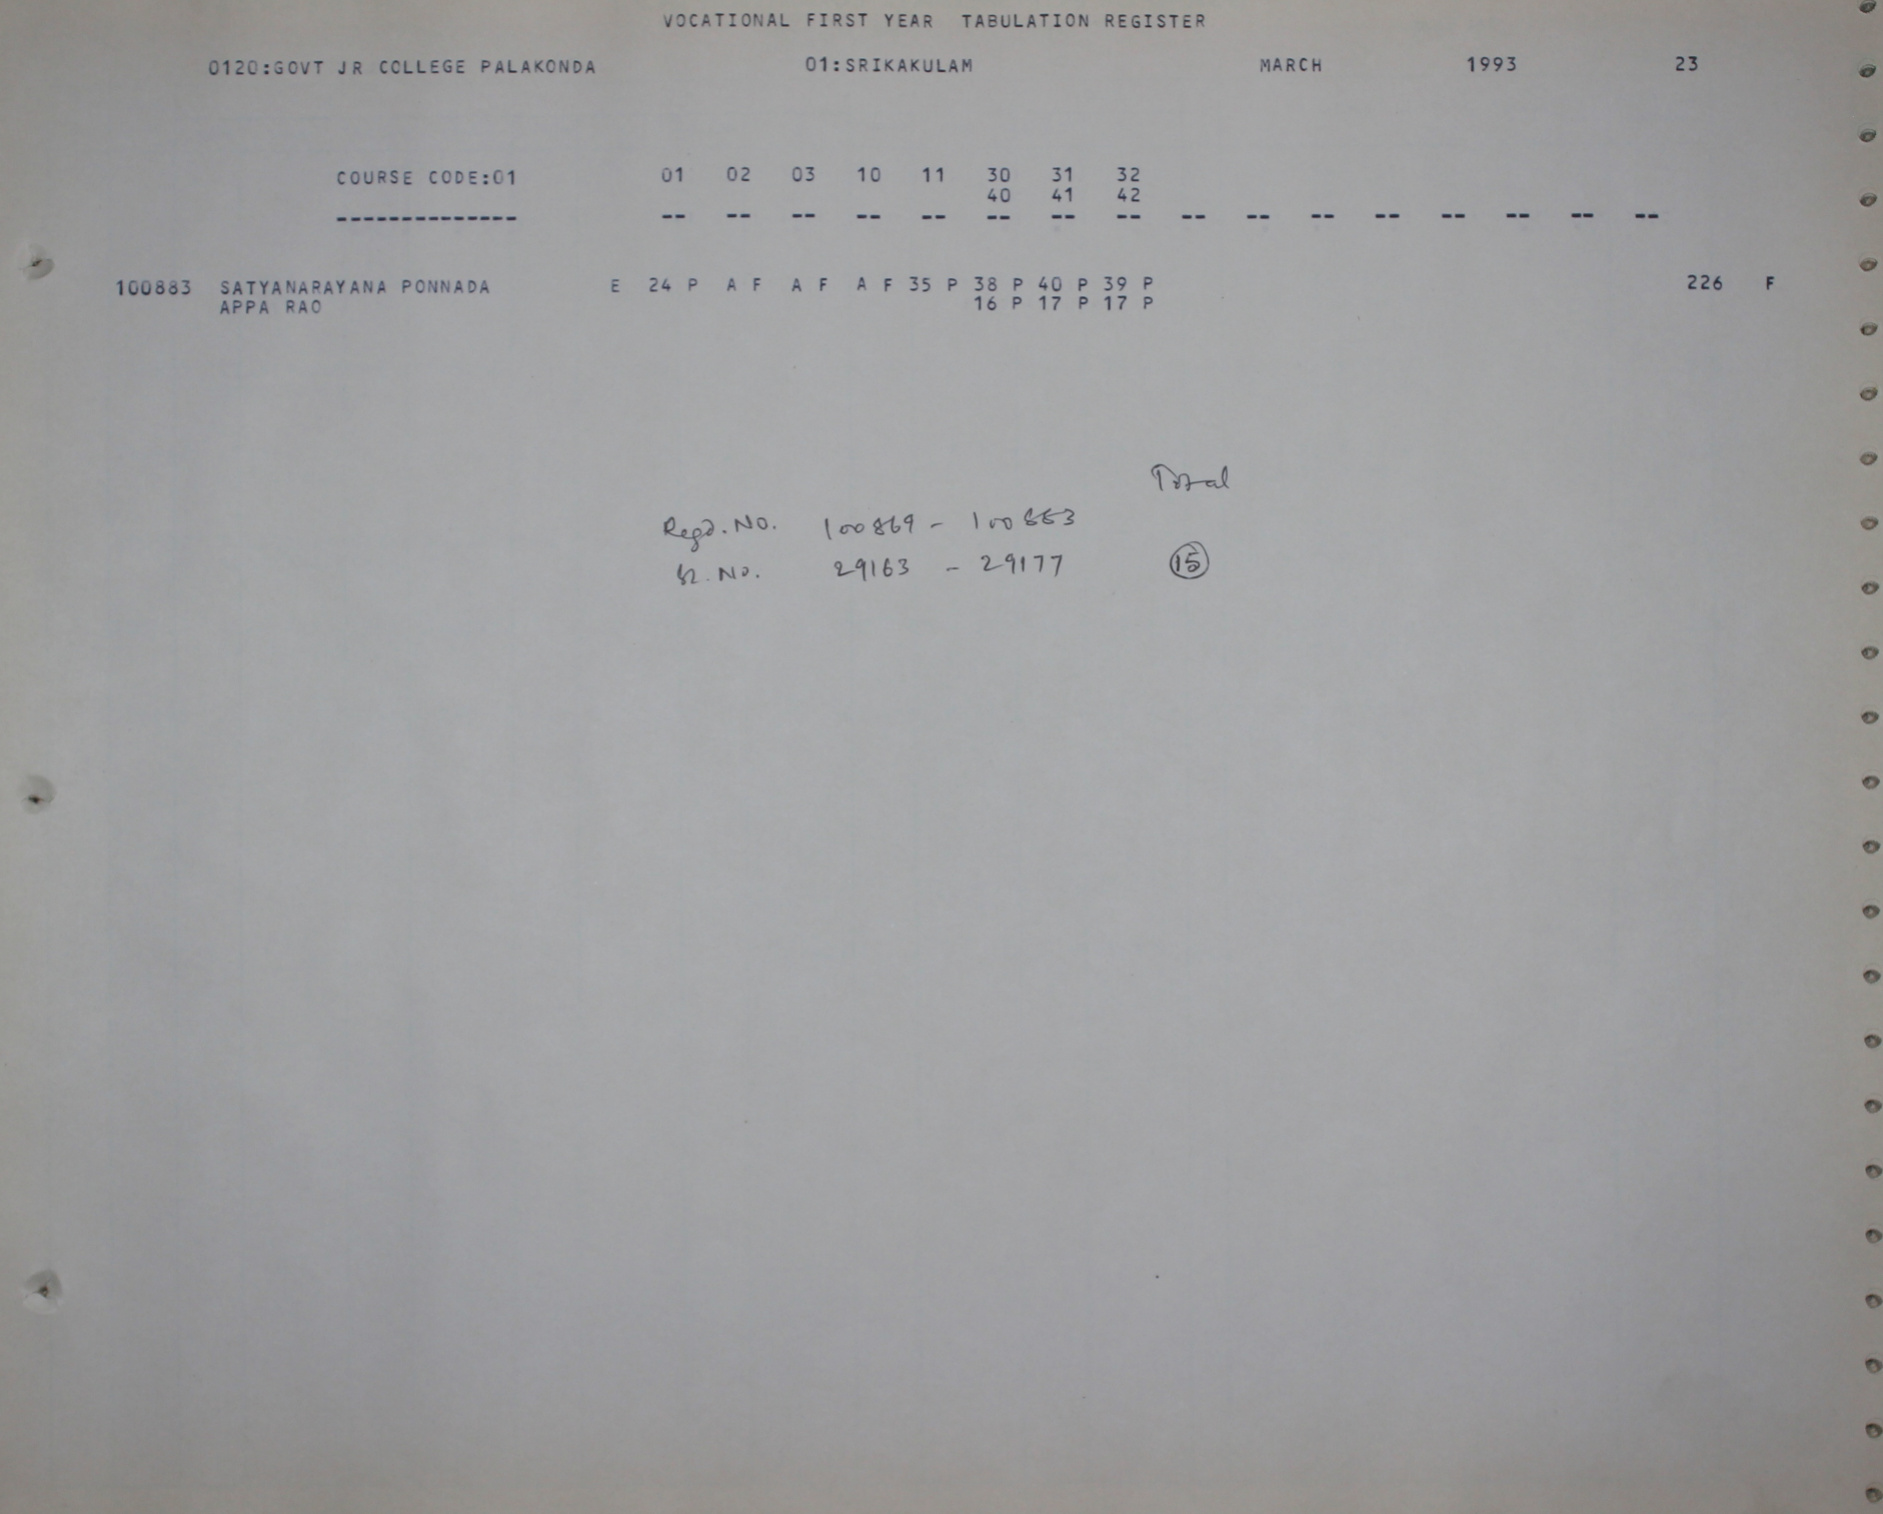 VOCATIONAL FIRST YEAR TABULATION REGISTER
0120:GOVT JR COLLEGE PALAKONDA 01:SRIKAKULAM MARCH 1993 23
COURSE CODE:01 01 02 03 10 11 30 31 32
40 41 42
-------------- -- -- -- -- -- -- -- -- -- -- -- -- -- -- -- --
100883 SATYANARAYANA PONNADA E 24 P A F A F A F 35 P 38 P 40 P 39 P 226 F
APPA RAO 16 P 17 P 17 P
Total
Regd. No. 100869 - 100883
Sr. No. 29163 - 29177 15